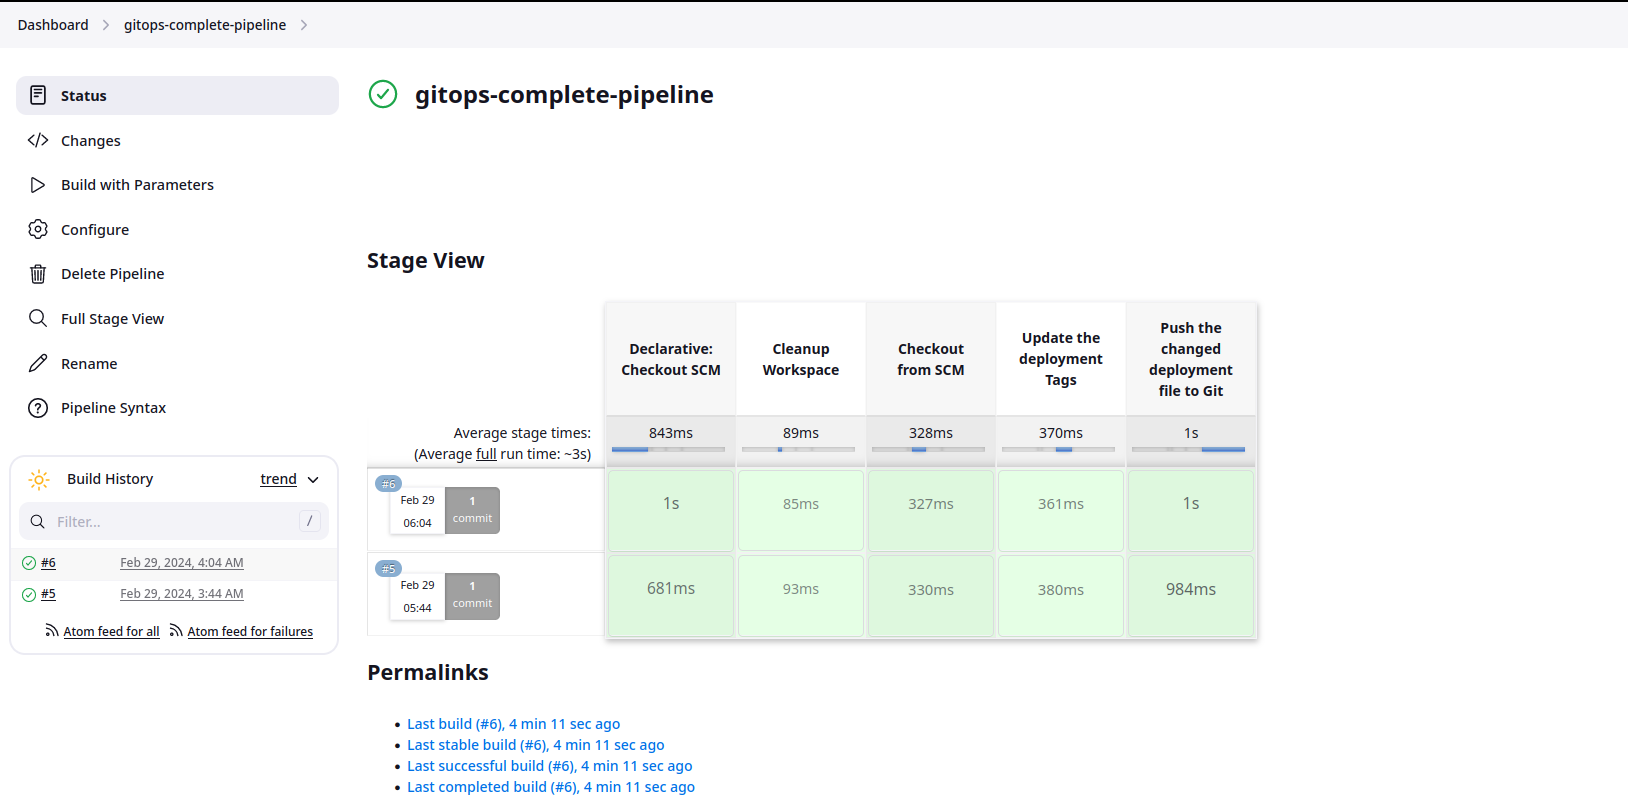 Dashboard > gitops-complete-pipeline >
Status
Changes
Build with Parameters
Configure
Delete Pipeline
Full Stage View
Rename
Pipeline Syntax
Build History trend
Filter... /
#6 Feb 29, 2024, 4:04 AM
#5 Feb 29, 2024, 3:44 AM
Atom feed for all Atom feed for failures
gitops-complete-pipeline
Stage View
Declarative:
Checkout SCM
Cleanup
Workspace
Checkout
from SCM
Update the
deployment
Tags
Push the
changed
deployment
file to Git
Average stage times:
(Average full run time: ~3s)
843ms 89ms 328ms 370ms 1s
#6
Feb 29
06:04
1
commit
1s 85ms 327ms 361ms 1s
#5
Feb 29
05:44
1
commit
681ms 93ms 330ms 380ms 984ms
Permalinks
• Last build (#6), 4 min 11 sec ago
• Last stable build (#6), 4 min 11 sec ago
• Last successful build (#6), 4 min 11 sec ago
• Last completed build (#6), 4 min 11 sec ago